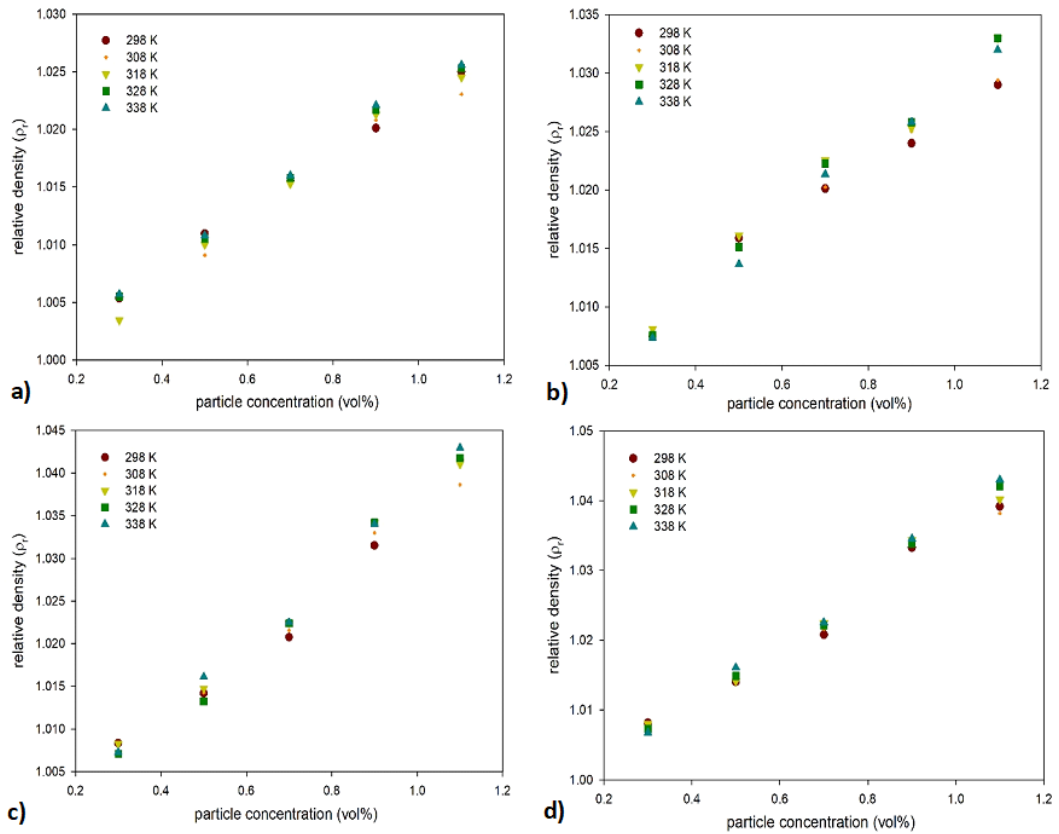 1.030
1.025
1.020
1.015
1.010
1.005
1.000
relative density (ρr)
298 K
308 K
318 K
328 K
338 K
0.2 0.4 0.6 0.8 1.0 1.2
particle concentration (vol%)
a)
1.035
1.030
1.025
1.020
1.015
1.010
1.005
relative density (ρr)
298 K
308 K
318 K
328 K
338 K
0.2 0.4 0.6 0.8 1.0 1.2
particle concentration (vol%)
b)
1.045
1.040
1.035
1.030
1.025
1.020
1.015
1.010
1.005
relative density (ρr)
298 K
308 K
318 K
328 K
338 K
0.2 0.4 0.6 0.8 1.0 1.2
particle concentration (vol%)
c)
1.05
1.04
1.03
1.02
1.01
1.00
relative density (ρr)
298 K
308 K
318 K
328 K
338 K
0.2 0.4 0.6 0.8 1.0 1.2
particle concentration (vol%)
d)